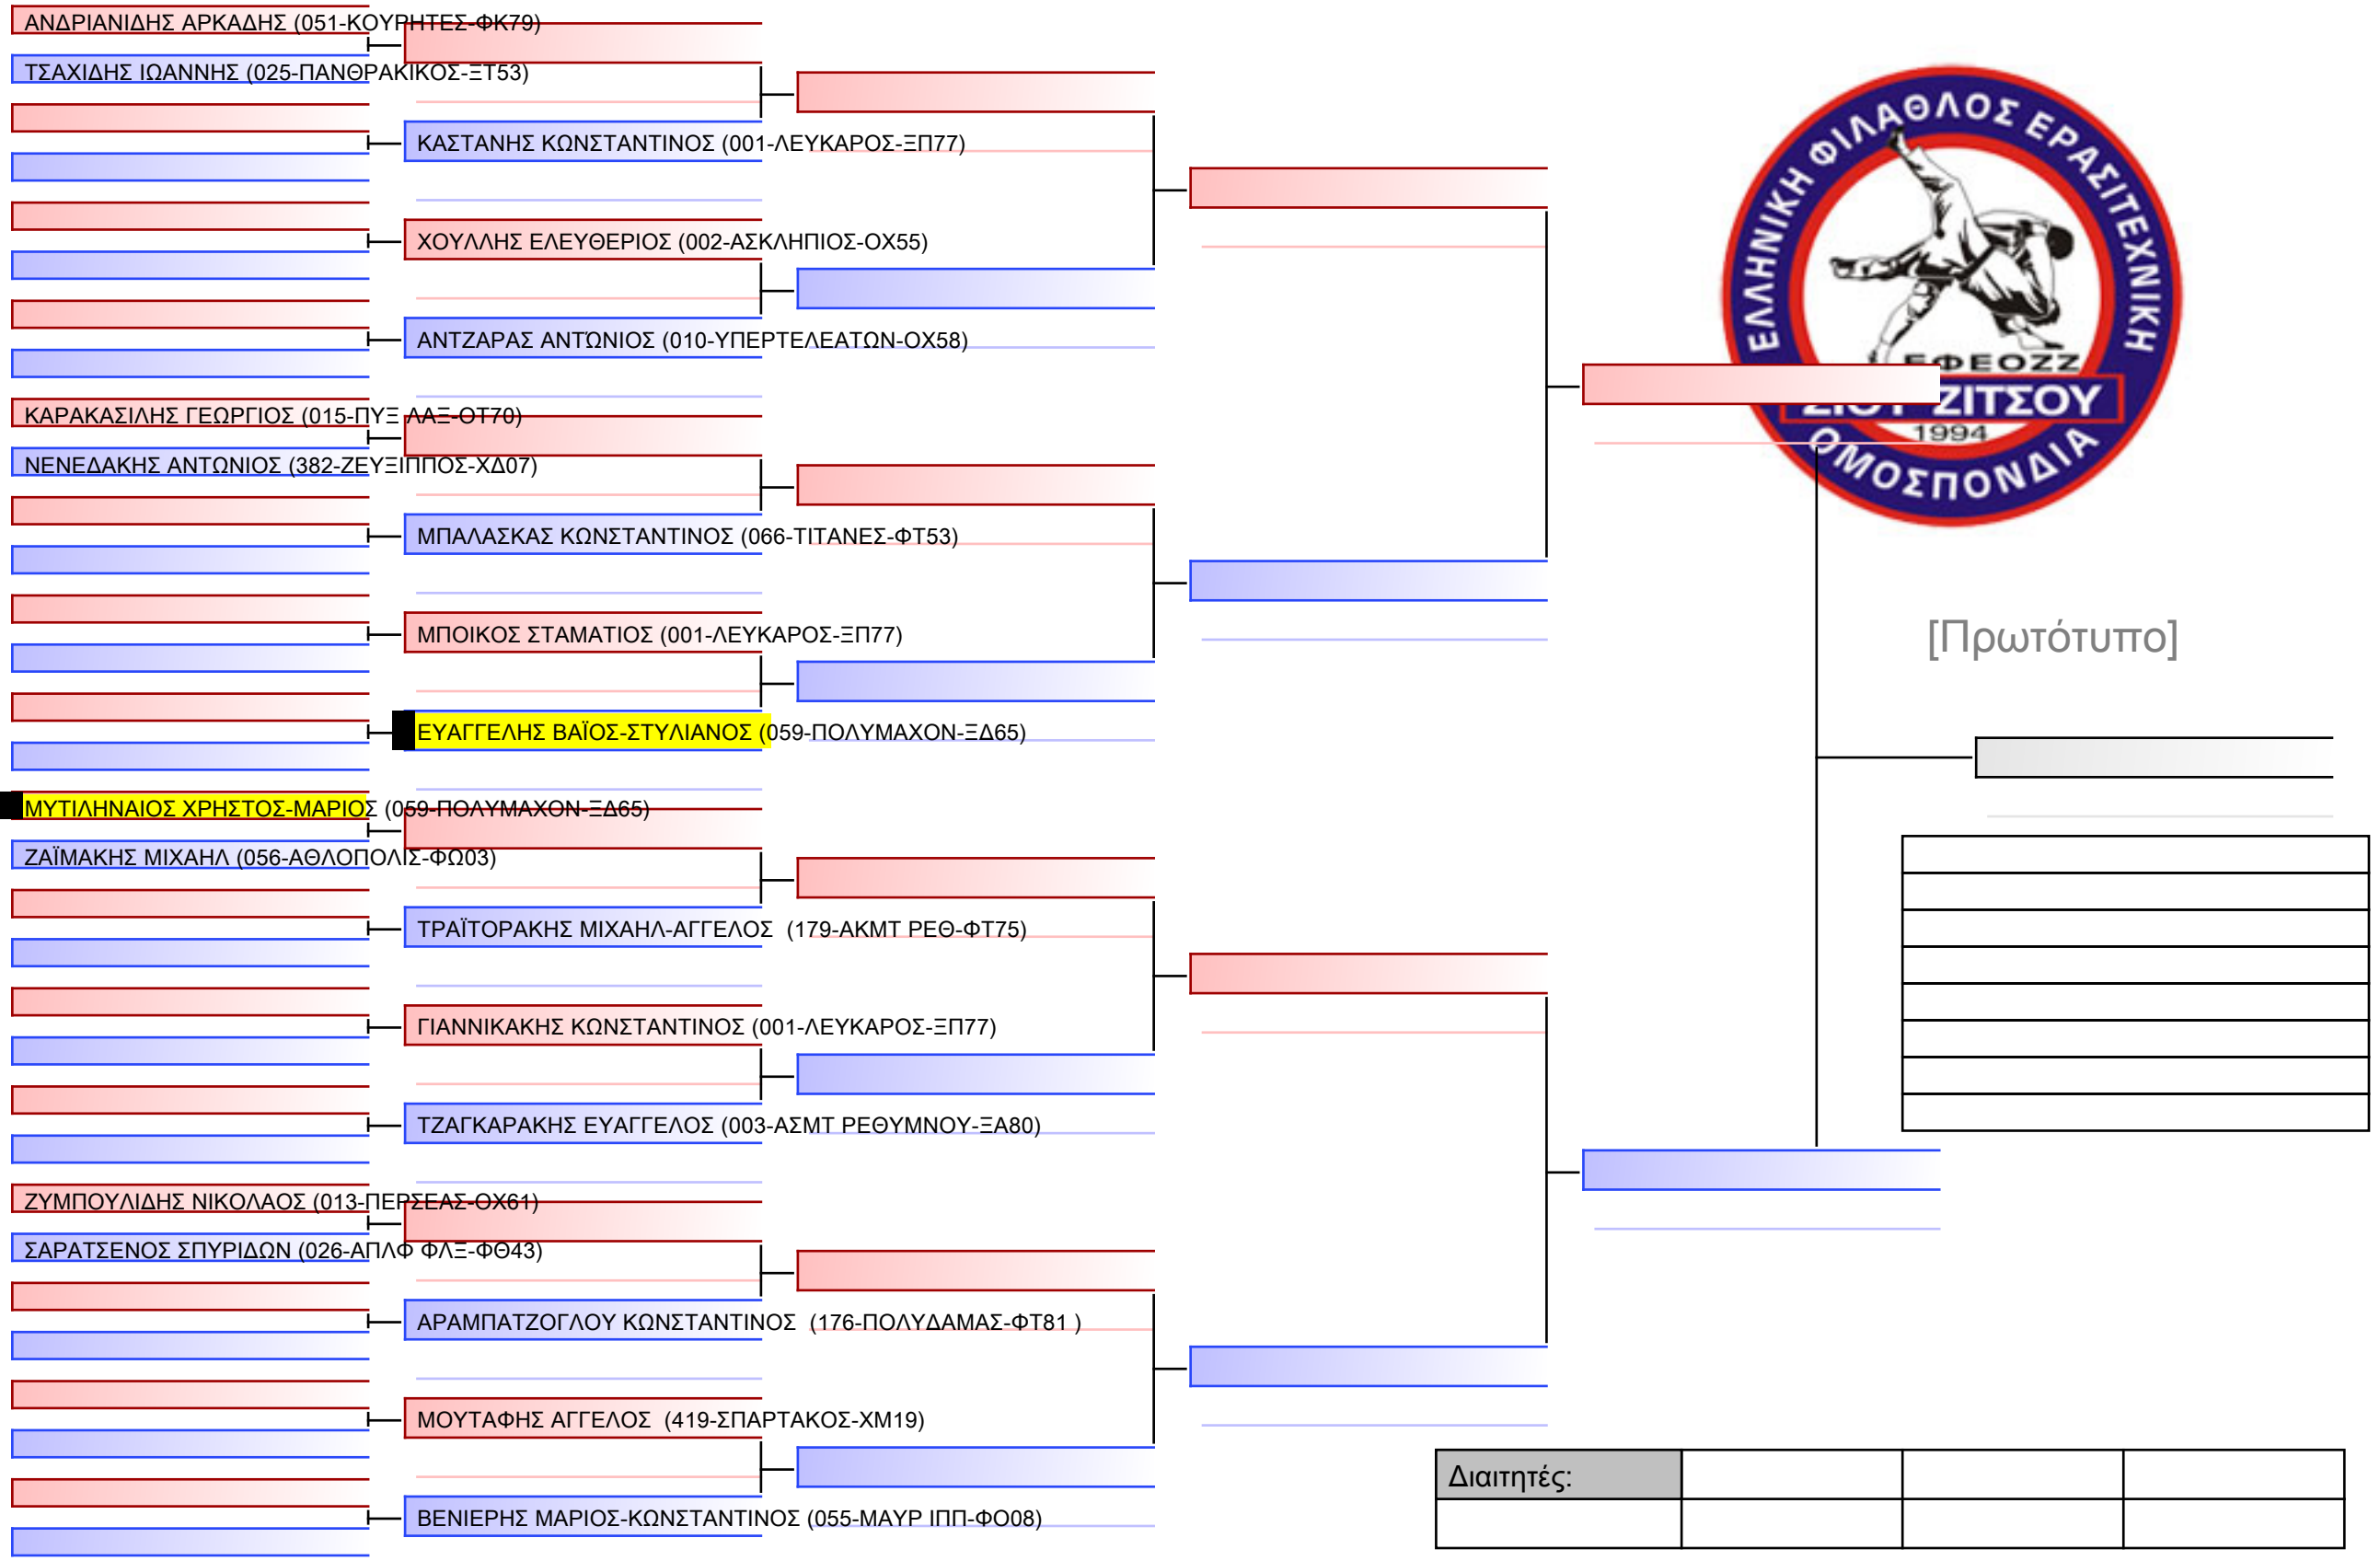 ΑΝΔΡΙΑΝΙΔΗΣ ΑΡΚΑΔΗΣ (051-ΚΟΥΡΗΤΕΣ-ΦΚ79)
ΤΣΑΧΙΔΗΣ ΙΩΑΝΝΗΣ (025-ΠΑΝΘΡΑΚΙΚΟΣ-ΞΤ53)
ΚΑΣΤΑΝΗΣ ΚΩΝΣΤΑΝΤΙΝΟΣ (001-ΛΕΥΚΑΡΟΣ-ΞΠ77)
ΧΟΥΛΛΗΣ ΕΛΕΥΘΕΡΙΟΣ (002-ΑΣΚΛΗΠΙΟΣ-ΟΧ55)
ΑΝΤΖΑΡΑΣ ΑΝΤΏΝΙΟΣ (010-ΥΠΕΡΤΕΛΕΑΤΩΝ-ΟΧ58)
ΚΑΡΑΚΑΣΙΛΗΣ ΓΕΩΡΓΙΟΣ (015-ΠΥΞ ΛΑΞ-ΟΤ70)
ΝΕΝΕΔΑΚΗΣ ΑΝΤΩΝΙΟΣ (382-ΖΕΥΞΙΠΠΟΣ-ΧΔ07)
ΜΠΑΛΑΣΚΑΣ ΚΩΝΣΤΑΝΤΙΝΟΣ (066-ΤΙΤΑΝΕΣ-ΦΤ53)
ΜΠΟΙΚΟΣ ΣΤΑΜΑΤΙΟΣ (001-ΛΕΥΚΑΡΟΣ-ΞΠ77)
ΕΥΑΓΓΕΛΗΣ ΒΑΪΟΣ-ΣΤΥΛΙΑΝΟΣ (059-ΠΟΛΥΜΑΧΟΝ-ΞΔ65)
ΜΥΤΙΛΗΝΑΙΟΣ ΧΡΗΣΤΟΣ-ΜΑΡΙΟΣ (059-ΠΟΛΥΜΑΧΟΝ-ΞΔ65)
ΖΑΪΜΑΚΗΣ ΜΙΧΑΗΛ (056-ΑΘΛΟΠΟΛΙΣ-ΦΩ03)
ΤΡΑΪΤΟΡΑΚΗΣ ΜΙΧΑΗΛ-ΑΓΓΕΛΟΣ (179-ΑΚΜΤ ΡΕΘ-ΦΤ75)
ΓΙΑΝΝΙΚΑΚΗΣ ΚΩΝΣΤΑΝΤΙΝΟΣ (001-ΛΕΥΚΑΡΟΣ-ΞΠ77)
ΤΖΑΓΚΑΡΑΚΗΣ ΕΥΑΓΓΕΛΟΣ (003-ΑΣΜΤ ΡΕΘΥΜΝΟΥ-ΞΑ80)
ΖΥΜΠΟΥΛΙΔΗΣ ΝΙΚΟΛΑΟΣ (013-ΠΕΡΣΕΑΣ-ΟΧ61)
ΣΑΡΑΤΣΕΝΟΣ ΣΠΥΡΙΔΩΝ (026-ΑΠΛΦ ΦΛΞ-ΦΘ43)
ΑΡΑΜΠΑΤΖΟΓΛΟΥ ΚΩΝΣΤΑΝΤΙΝΟΣ (176-ΠΟΛΥΔΑΜΑΣ-ΦΤ81 )
ΜΟΥΤΑΦΗΣ ΑΓΓΕΛΟΣ (419-ΣΠΑΡΤΑΚΟΣ-ΧΜ19)
ΒΕΝΙΕΡΗΣ ΜΑΡΙΟΣ-ΚΩΝΣΤΑΝΤΙΝΟΣ (055-ΜΑΥΡ ΙΠΠ-ΦΟ08)
ΕΛΛΗΝΙΚΗ ΦΙΛΑΘΛΟΣ ΕΡΑΣΙΤΕΧΝΙΚΗ
ΕΦΕΟΖΖ
ΖΙΟΥ ΖΙΤΣΟΥ
1994
ΟΜΟΣΠΟΝΔΙΑ
[Πρωτότυπο]
Διαιτητές: